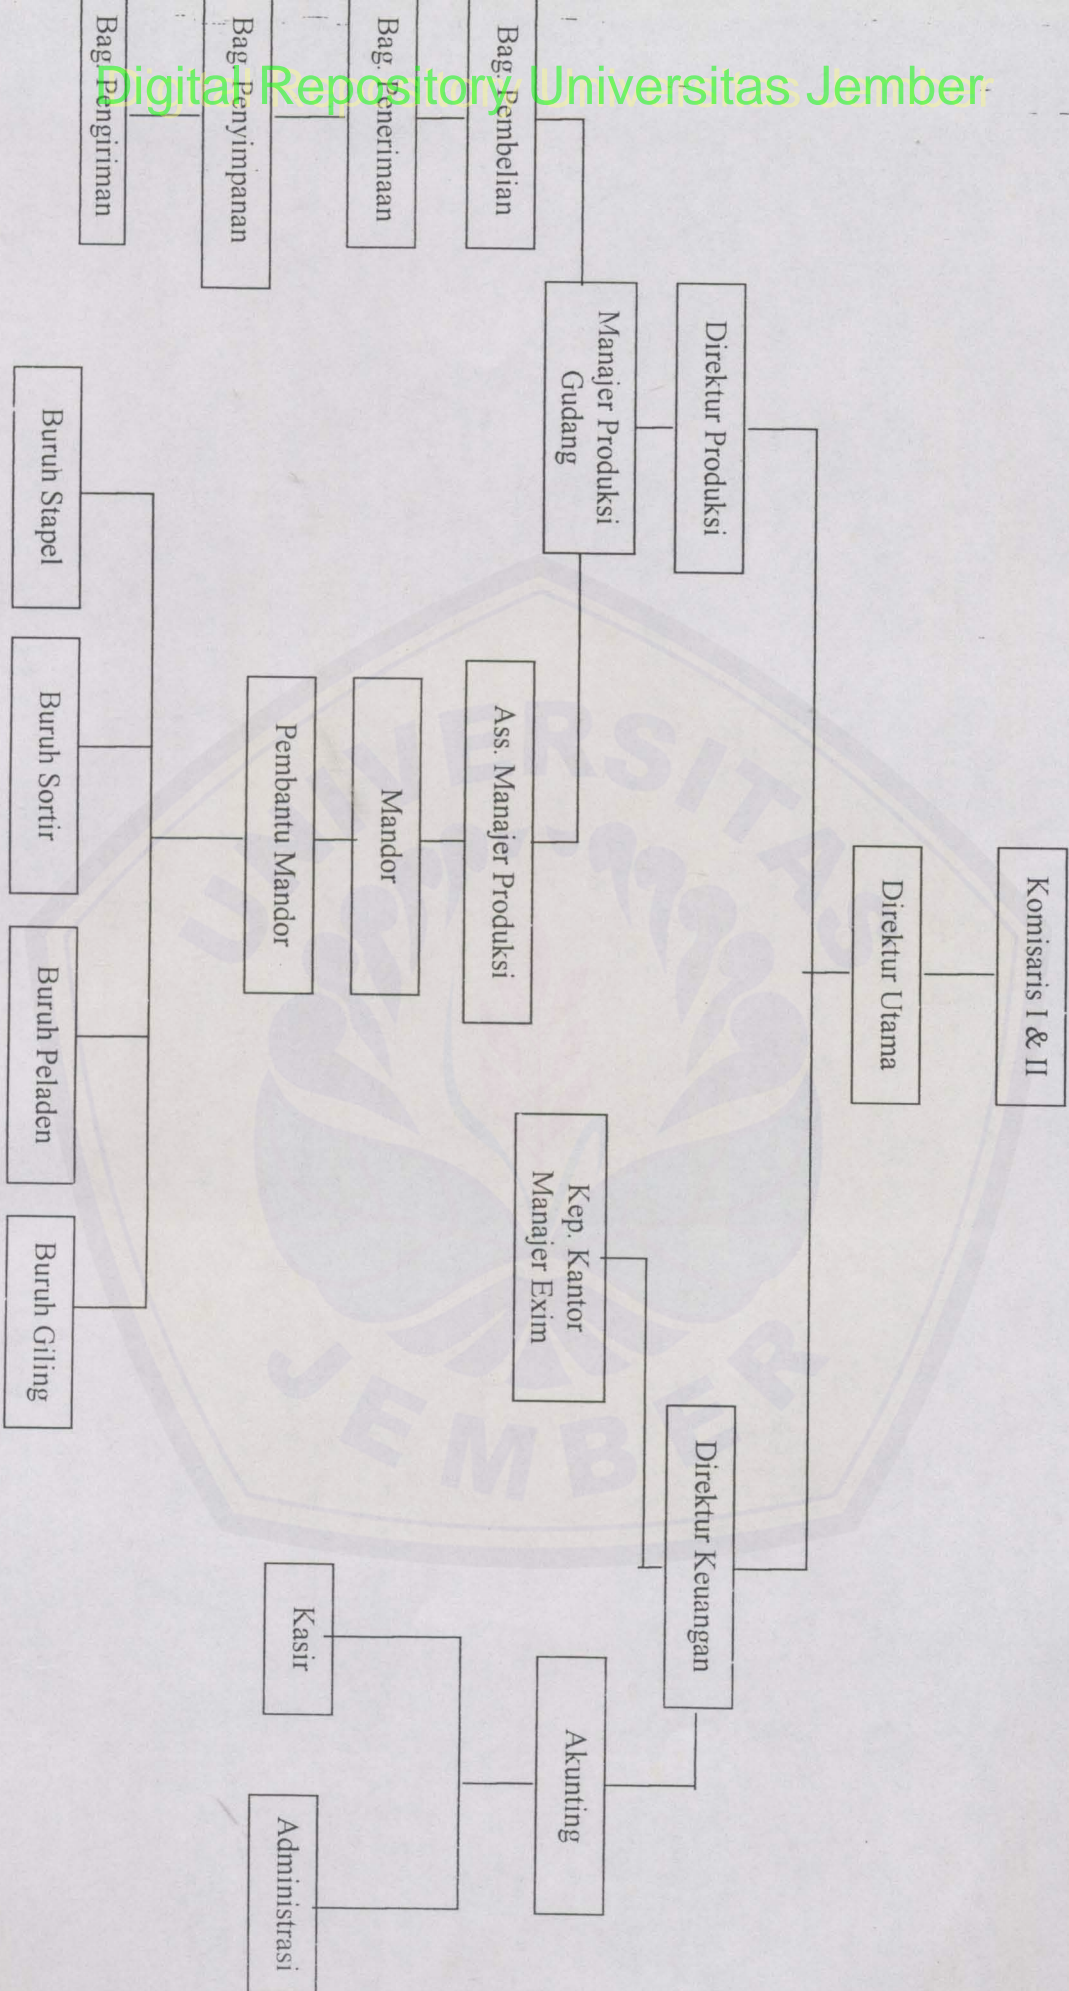 Digital Repository Universitas Jember
Komisaris I & II
Direktur Utama
Direktur Produksi
Direktur Keuangan
Manajer Produksi
Gudang
Kep. Kantor
Manajer Exim
Akunting
Bag. Pembelian
Bag. Penerimaan
Bag. Penyimpanan
Bag. Pengiriman
Ass. Manajer Produksi
Mandor
Pembantu Mandor
Kasir
Administrasi
Buruh Stapel
Buruh Sortir
Buruh Peladen
Buruh Giling
UNIVERSITAS
JEMBER